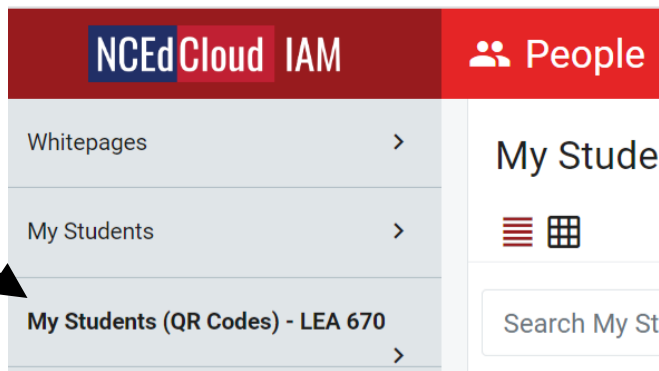 NCEdCloud IAM
People
Whitepages
My Students
My Students (QR Codes) - LEA 670
My Stude
Search My St